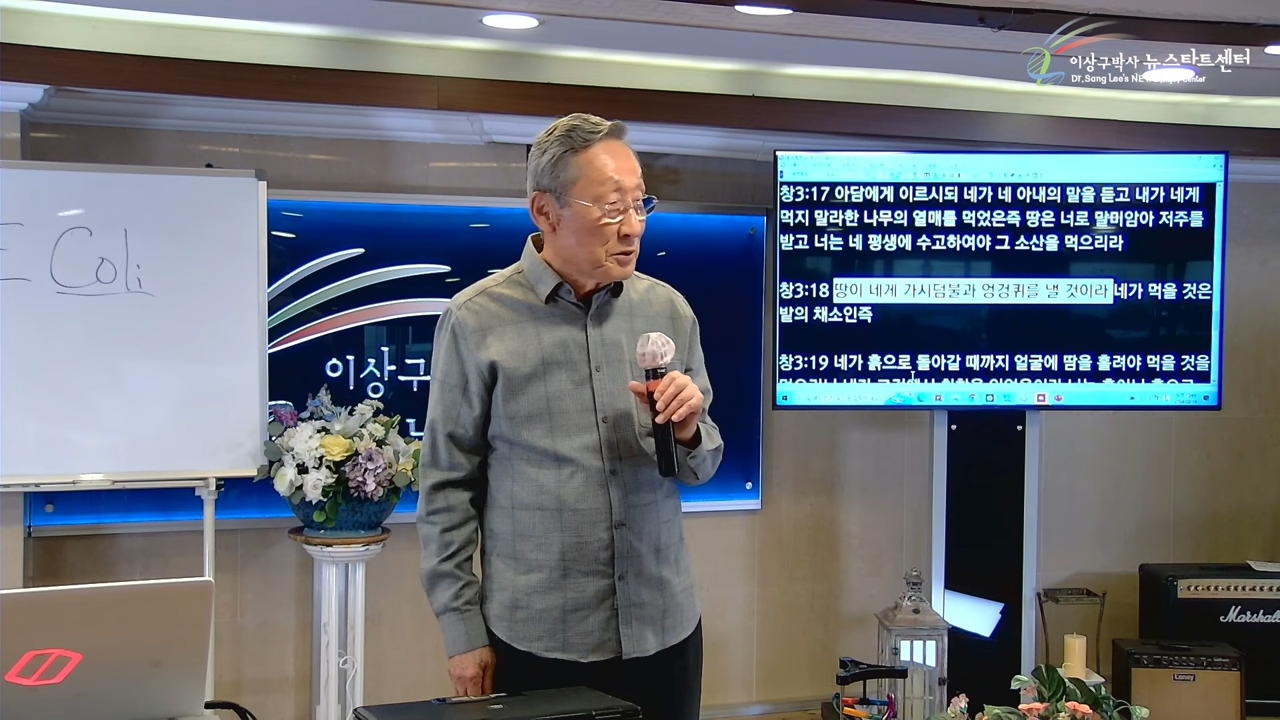 이상구박사 뉴스타트센터
Dr. Sang Lee's NEWSTART Center
E Coli
이상구
창3:17 아담에게 이르시되 네가 네 아내의 말을 듣고 내가 네게
먹지 말라한 나무의 열매를 먹었은즉 땅은 너로 말미암아 저주를
받고 너는 네 평생에 수고하여야 그 소산을 먹으리라
창3:18 땅이 네게 가시덤불과 엉겅퀴를 낼 것이라 네가 먹을 것은
밭의 채소인즉
창3:19 네가 흙으로 돌아갈 때까지 얼굴에 땀을 흘려야 먹을 것을
Marshall
Laney